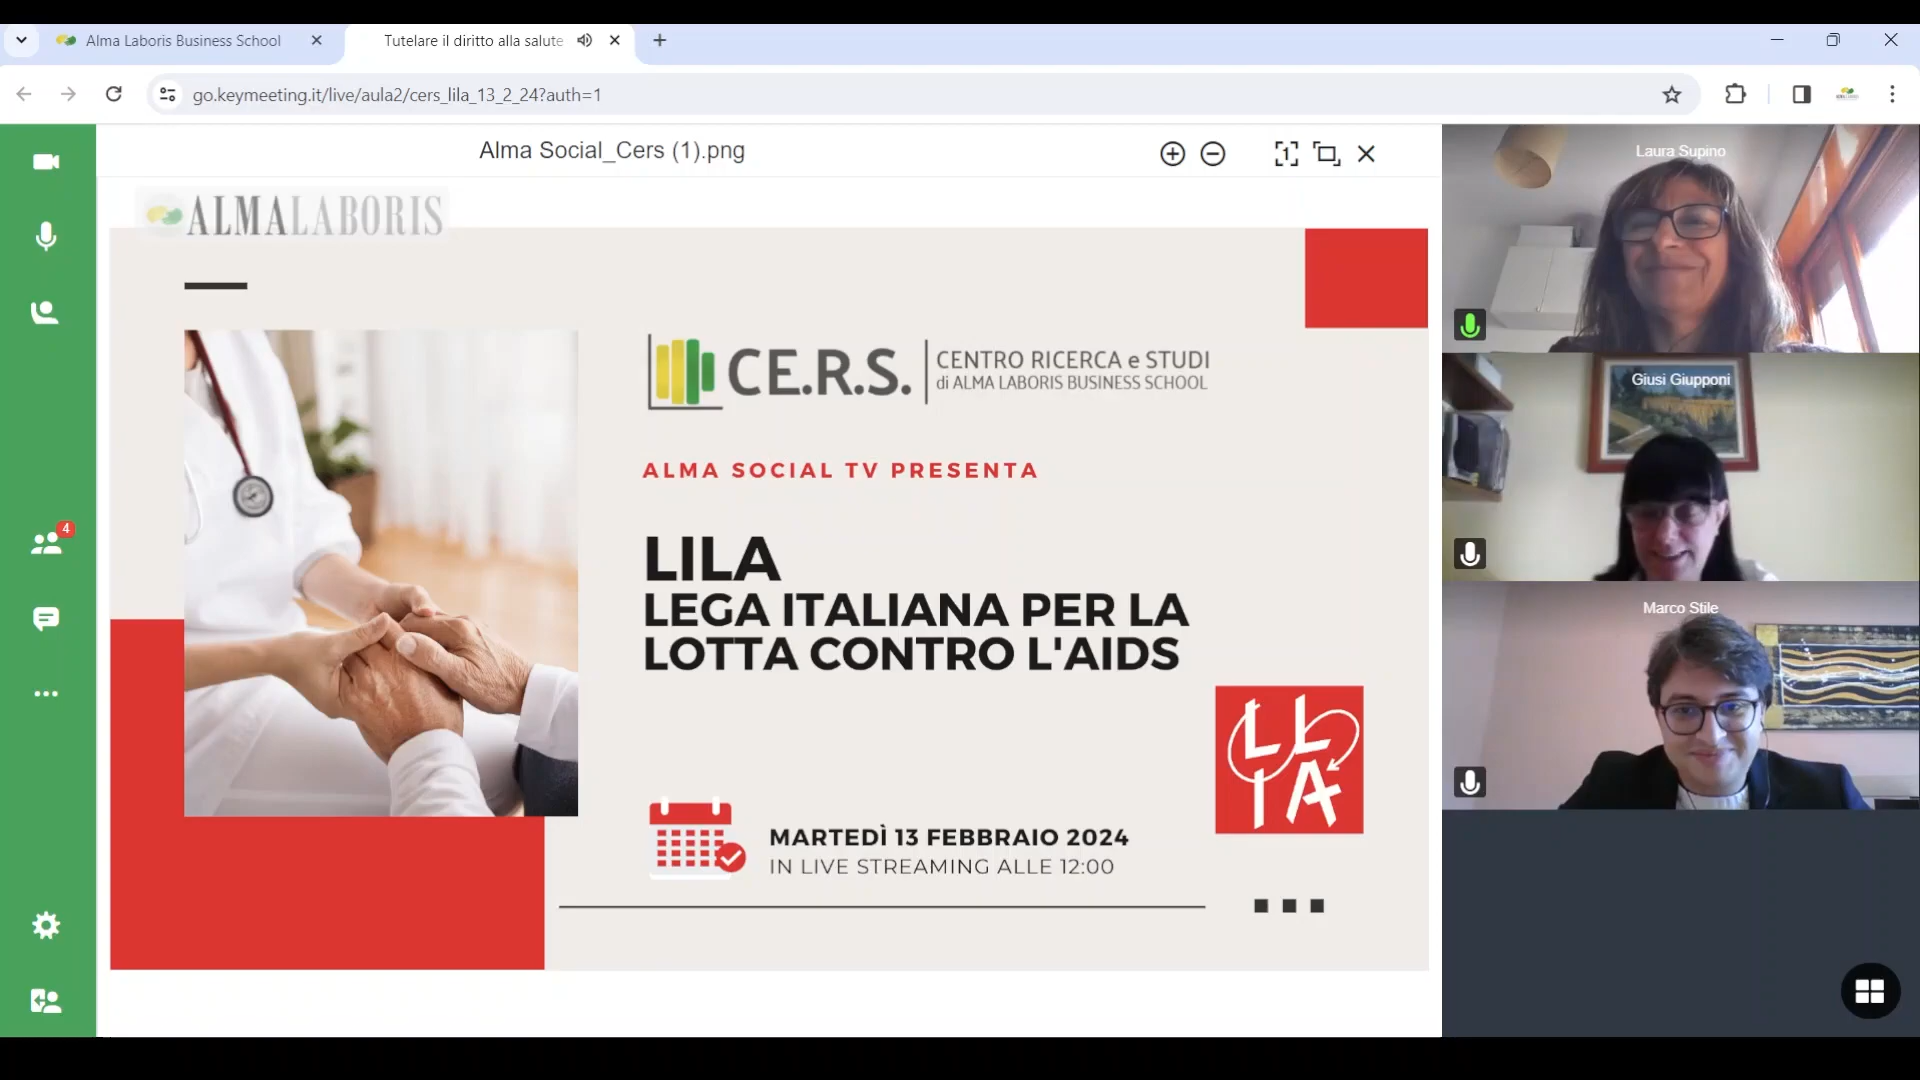 Alma Laboris Business School
Tutelare il diritto alla salute
go.keymeeting.it/live/aula2/cers_lila_13_2_24?auth=1
Alma Social_Cers (1).png
1
ALMALABORIS
CE.R.S.
CENTRO RICERCA e STUDI
di ALMA LABORIS BUSINESS SCHOOL
ALMA SOCIAL TV PRESENTA
LILA
LEGA ITALIANA PER LA
LOTTA CONTRO L'AIDS
LILA
MARTEDÌ 13 FEBBRAIO 2024
IN LIVE STREAMING ALLE 12:00
4
Laura Supino
Giusi Giupponi
Marco Stile